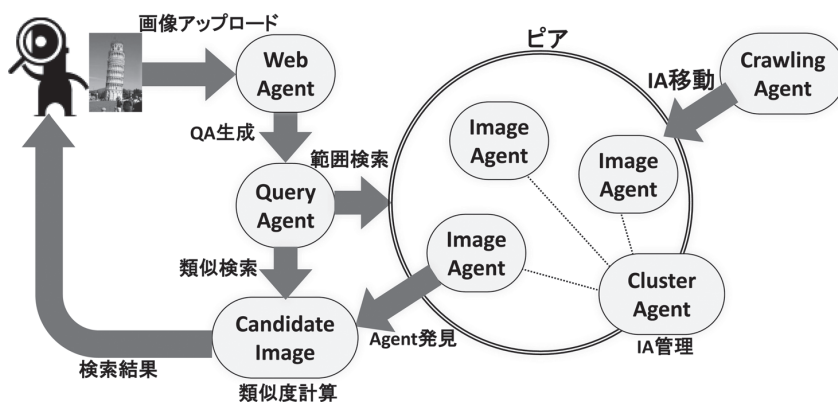 画像アップロード
Web
Agent
QA生成
範囲検索
Query
Agent
類似検索
Candidate
Image
類似度計算
検索結果
ピア
Image
Agent
Image
Agent
Image
Agent
Agent発見
Cluster
Agent
IA管理
IA移動
Crawling
Agent